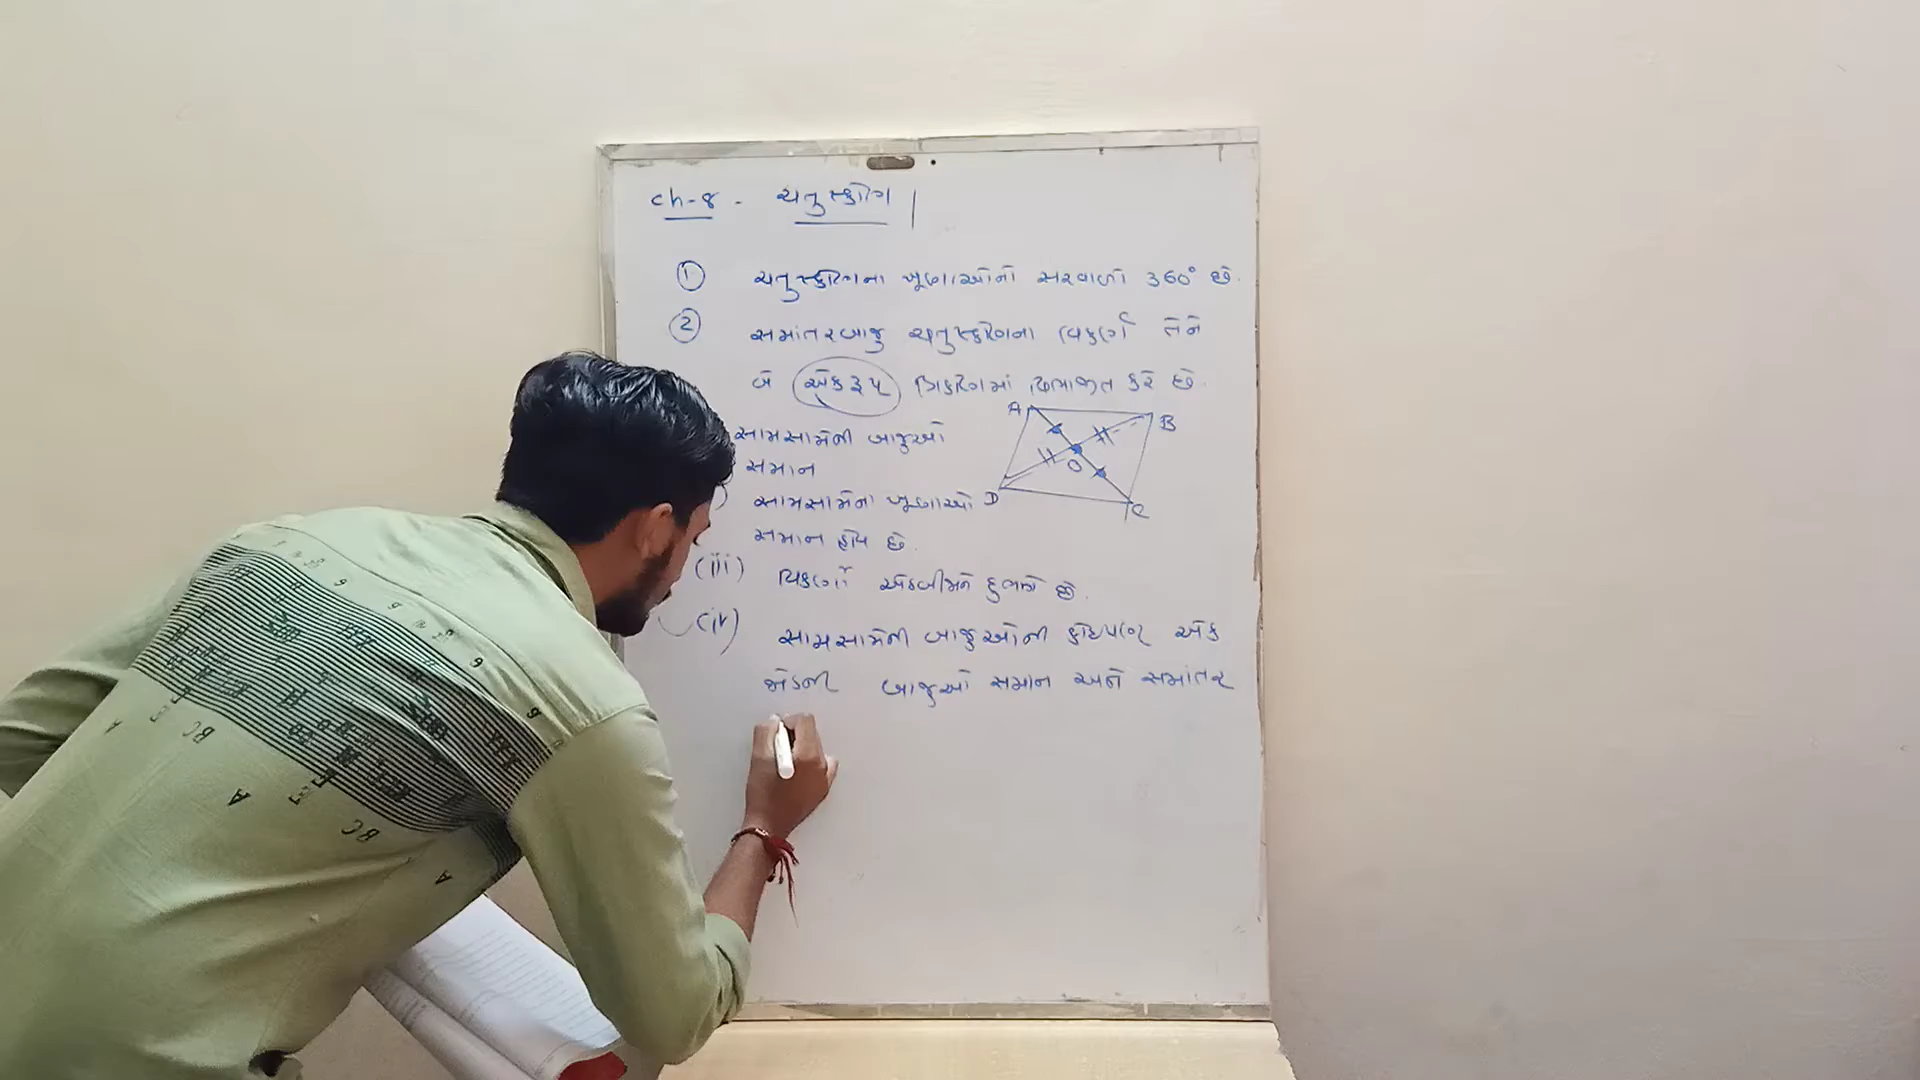 ch-8. ચતુષ્કોણ
① ચતુષ્કોણના ખૂણાઓનો સરવાળો 360° છે.
② સમાંતરબાજુ ચતુષ્કોણના વિકર્ણ તેને
બે એકરૂપ ત્રિકોણમાં વિભાજીત કરે છે.
A
B
સામસામેની બાજુઓ
સમાન
O
) સામસામેના ખૂણાઓ
D
C
સમાન હોય છે.
(iii) વિકર્ણો એકબીજાને દુભાગે છે.
(iv) સામસામેની બાજુઓની કોઇપણ એક
જોડની બાજુઓ સમાન અને સમાંતર